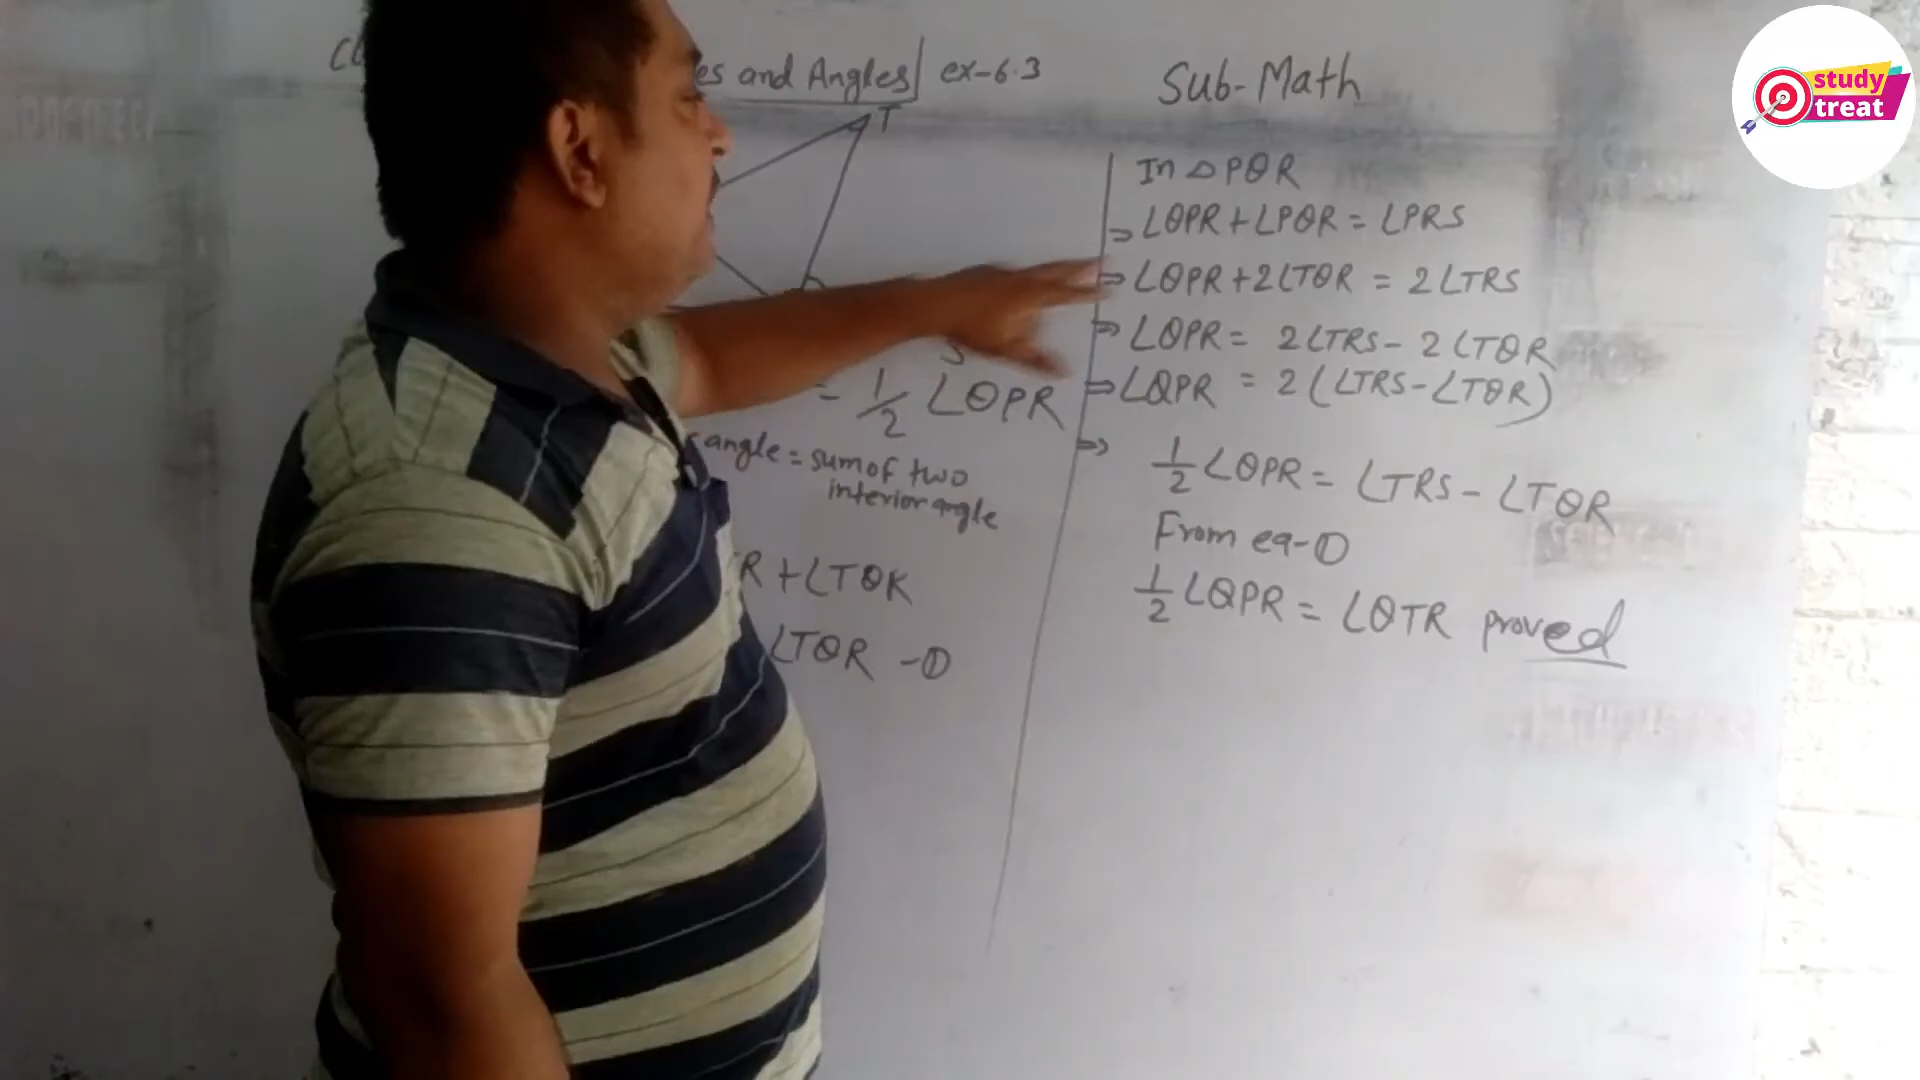 es and Angles ex-6.3
Sub-Math
study
treat
T
S
= 1/2 ∠QPR
angle = sum of two
interior angle
R + ∠TQR
∠TQR -①
In △PQR
⇒ ∠QPR + ∠PQR = ∠PRS
⇒ ∠QPR + 2∠TQR = 2∠TRS
⇒ ∠QPR = 2∠TRS - 2∠TQR
⇒ ∠QPR = 2(∠TRS - ∠TQR)
⇒ 1/2 ∠QPR = ∠TRS - ∠TQR
From eq-①
1/2 ∠QPR = ∠QTR proved